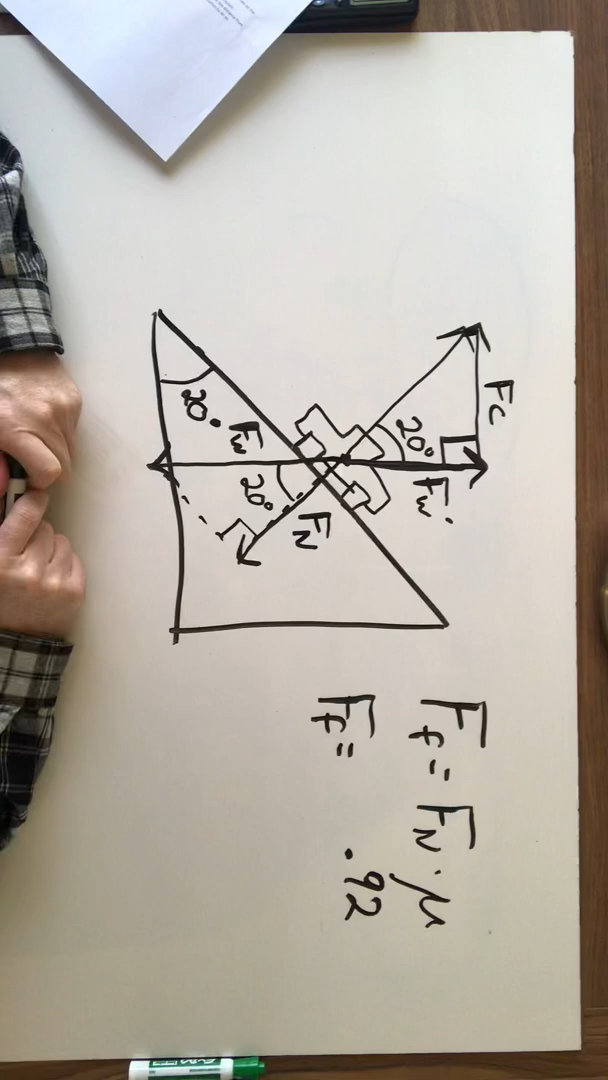 Fc
20°
Fw'
20°
Fw
20°
FN
Ff = FN · μ
Ff = .92